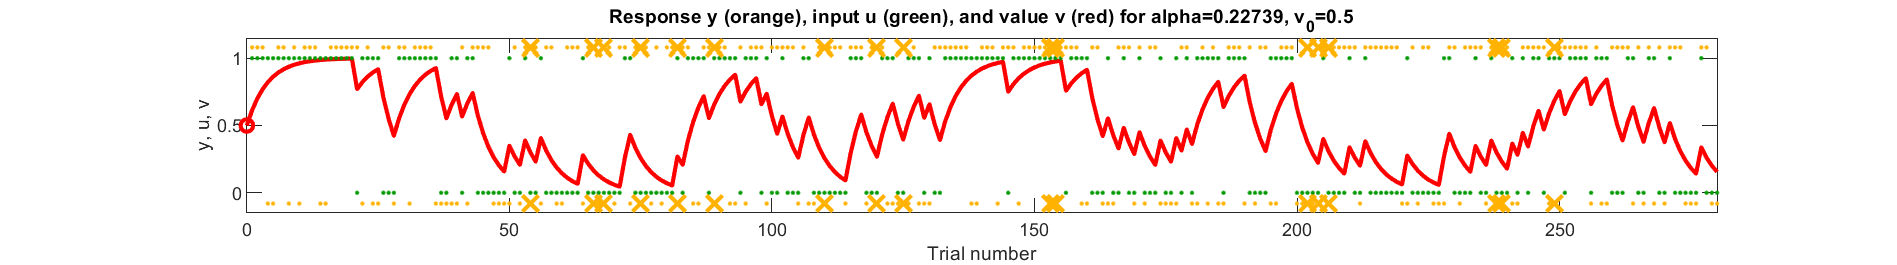 Response y (orange), input u (green), and value v (red) for alpha=0.22739, v0=0.5
y, u, v
1
0.5
0
0 50 100 150 200 250
Trial number